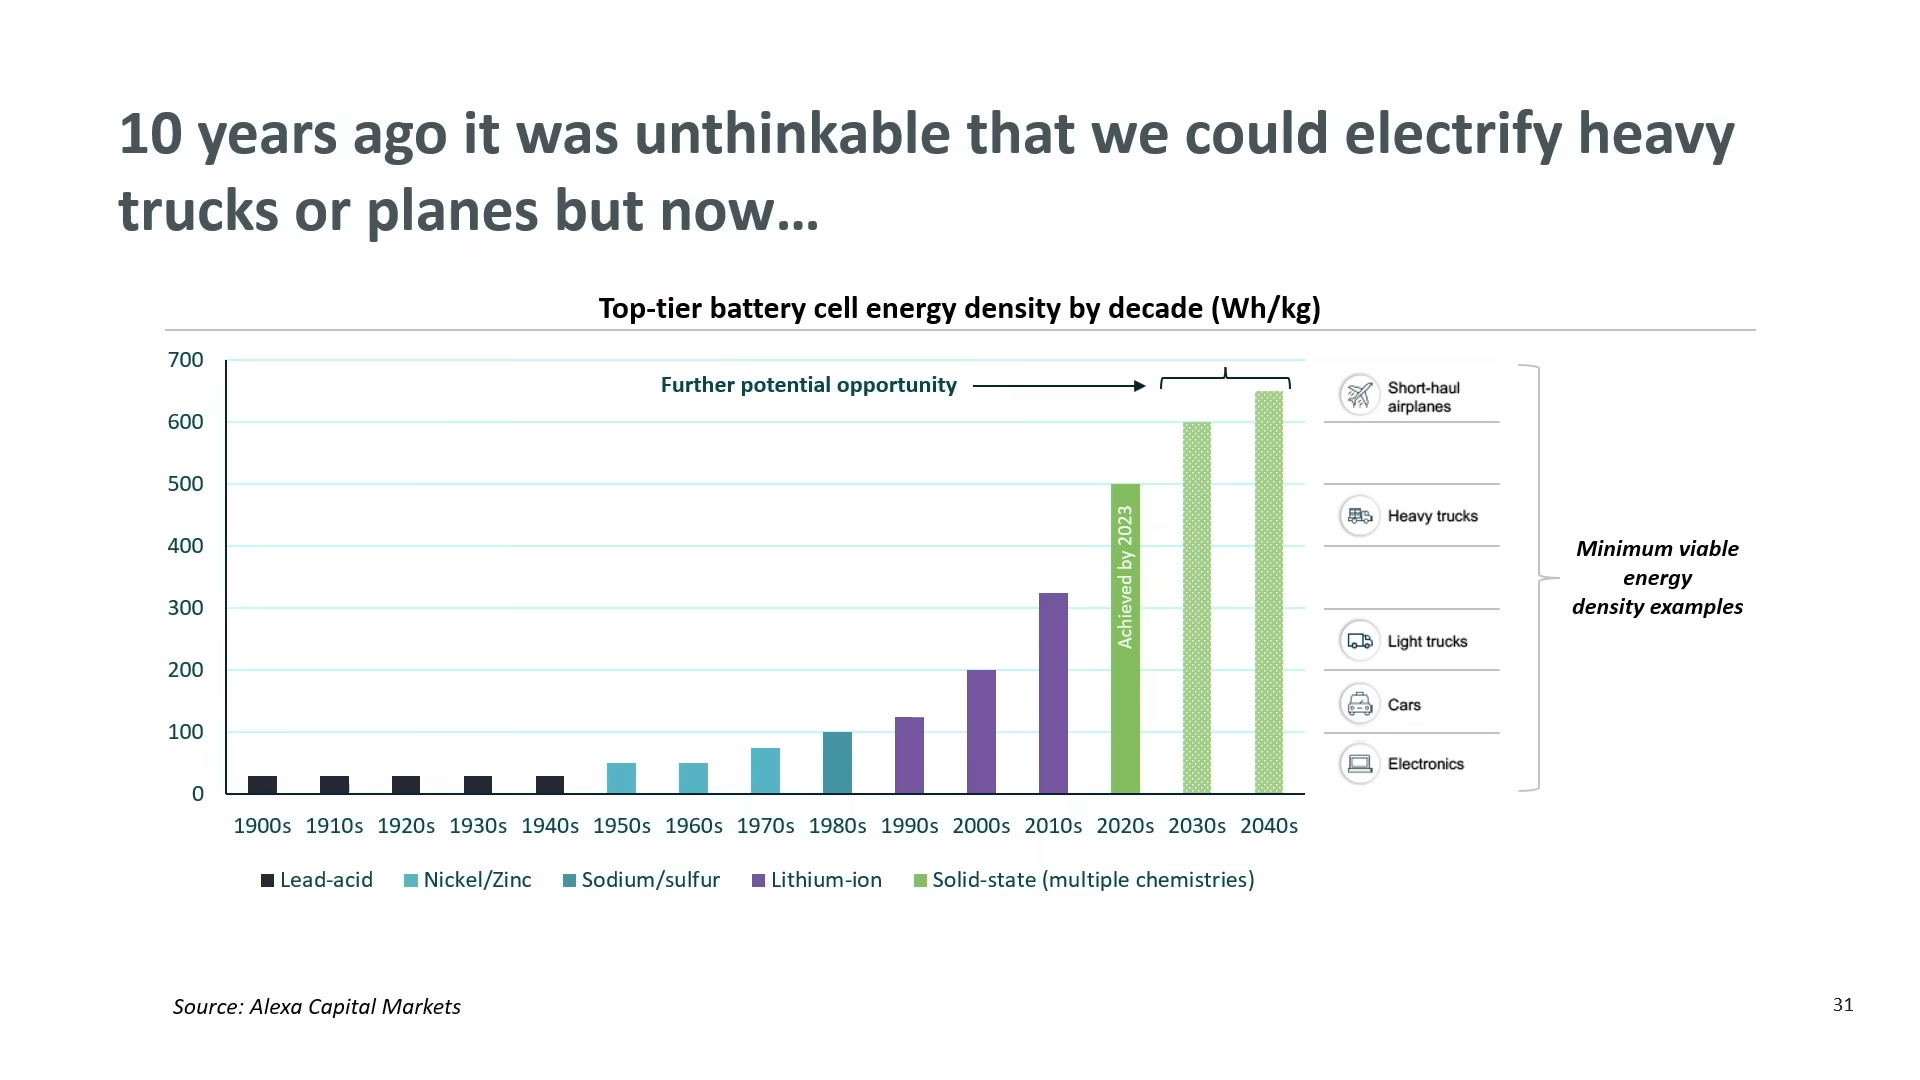 10 years ago it was unthinkable that we could electrify heavy
trucks or planes but now…
Top-tier battery cell energy density by decade (Wh/kg)
700
600
500
400
300
200
100
0
Further potential opportunity
Achieved by 2023
1900s 1910s 1920s 1930s 1940s 1950s 1960s 1970s 1980s 1990s 2000s 2010s 2020s 2030s 2040s
Lead-acid Nickel/Zinc Sodium/sulfur Lithium-ion Solid-state (multiple chemistries)
Short-haul
airplanes
Heavy trucks
Light trucks
Cars
Electronics
Minimum viable
energy
density examples
Source: Alexa Capital Markets
31